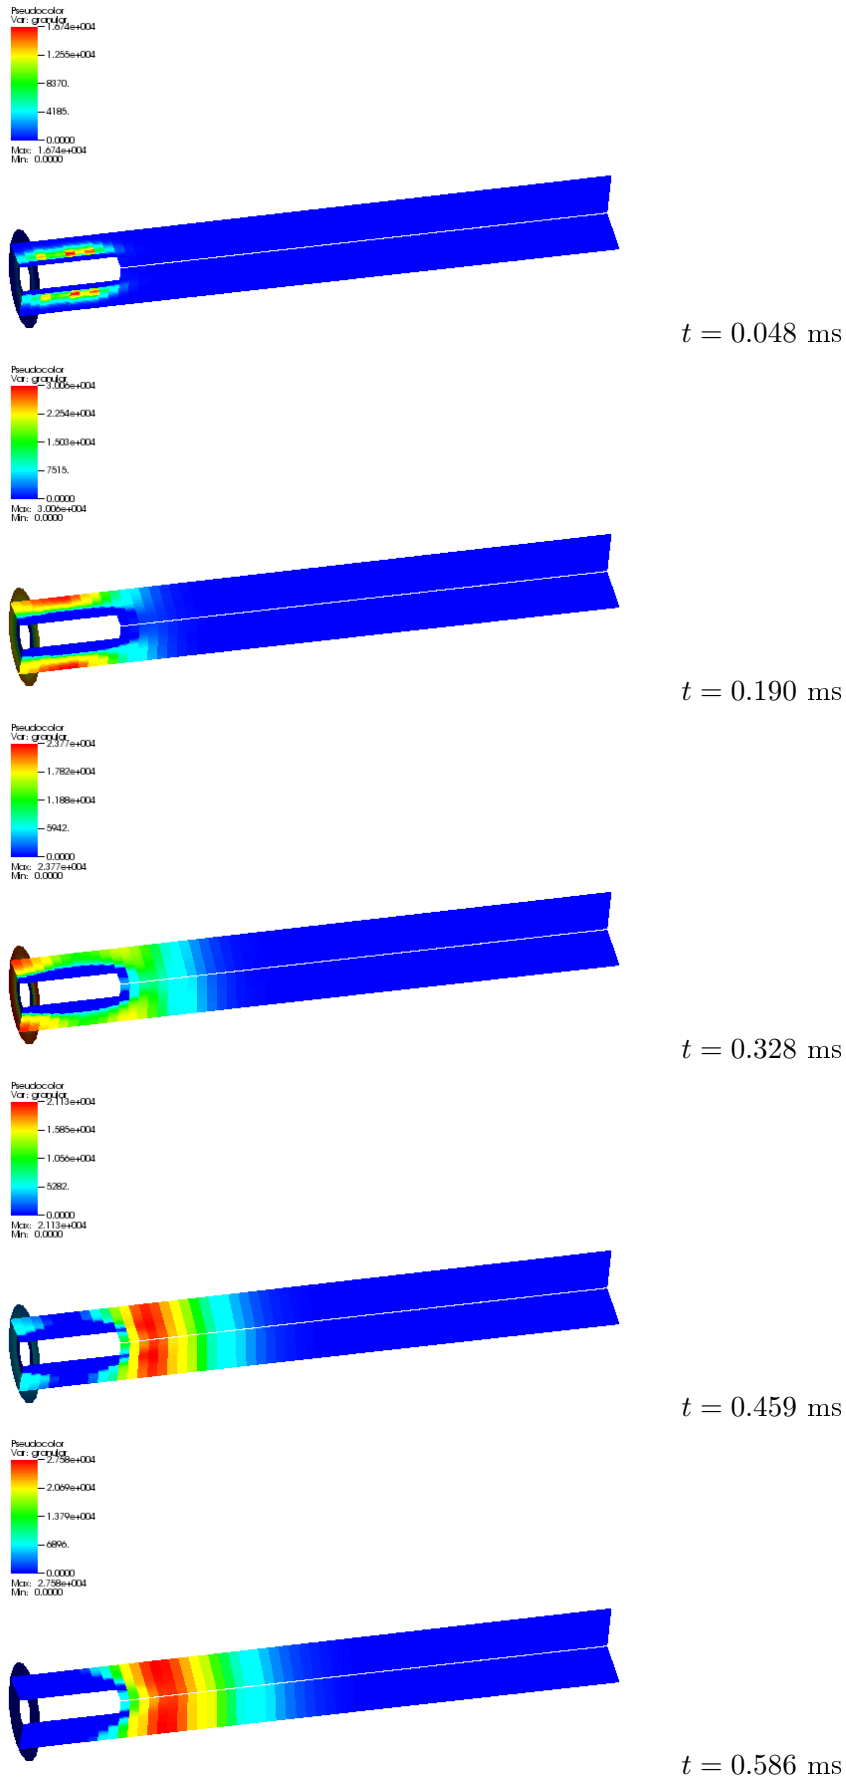 Pseudocolor
Var: granular
1.674e+004
1.255e+004
8370.
4185.
0.0000
Max: 1.674e+004
Min: 0.0000
t = 0.048 ms
Pseudocolor
Var: granular
3.006e+004
2.254e+004
1.503e+004
7515.
0.0000
Max: 3.006e+004
Min: 0.0000
t = 0.190 ms
Pseudocolor
Var: granular
2.377e+004
1.782e+004
1.188e+004
5942.
0.0000
Max: 2.377e+004
Min: 0.0000
t = 0.328 ms
Pseudocolor
Var: granular
2.113e+004
1.585e+004
1.056e+004
5282.
0.0000
Max: 2.113e+004
Min: 0.0000
t = 0.459 ms
Pseudocolor
Var: granular
2.758e+004
2.069e+004
1.379e+004
6896.
0.0000
Max: 2.758e+004
Min: 0.0000
t = 0.586 ms